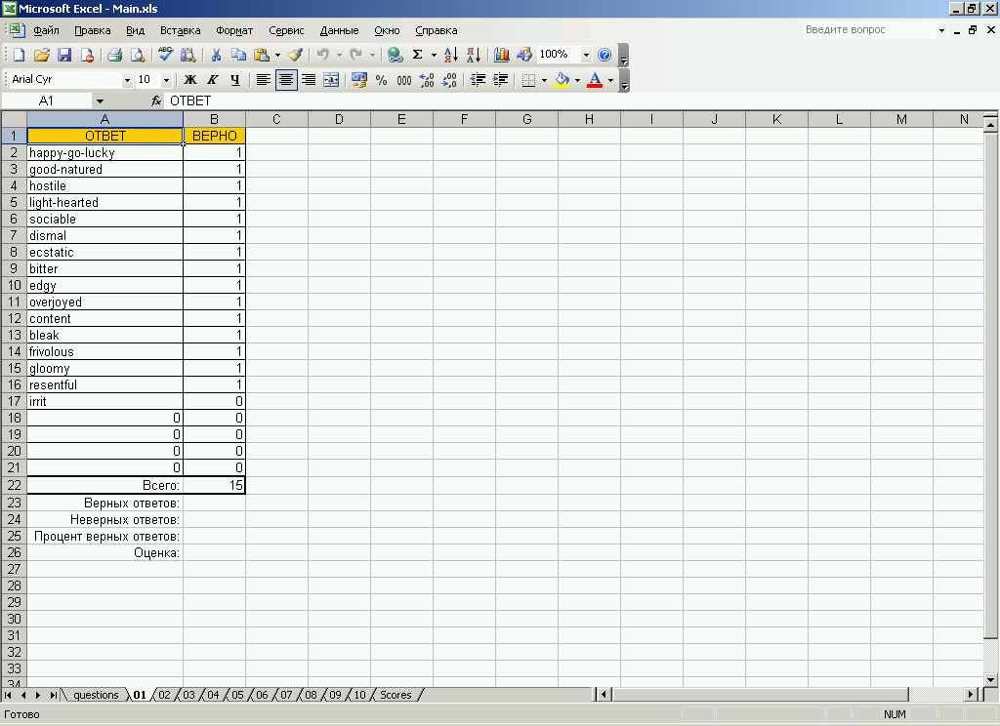 Microsoft Excel - Main.xls
Файл Правка Вид Вставка Формат Сервис Данные Окно Справка Введите вопрос
100%
Arial Cyr 10 Ж К Ч % 000
A1 fx ОТВЕТ
A B C D E F G H I J K L M N
1 ОТВЕТ ВЕРНО
2 happy-go-lucky 1
3 good-natured 1
4 hostile 1
5 light-hearted 1
6 sociable 1
7 dismal 1
8 ecstatic 1
9 bitter 1
10 edgy 1
11 overjoyed 1
12 content 1
13 bleak 1
14 frivolous 1
15 gloomy 1
16 resentful 1
17 irrit 0
18 0 0
19 0 0
20 0 0
21 0 0
22 Всего: 15
23 Верных ответов:
24 Неверных ответов:
25 Процент верных ответов:
26 Оценка:
27
28
29
30
31
32
33
34
questions 01 02 03 04 05 06 07 08 09 10 Scores
Готово NUM